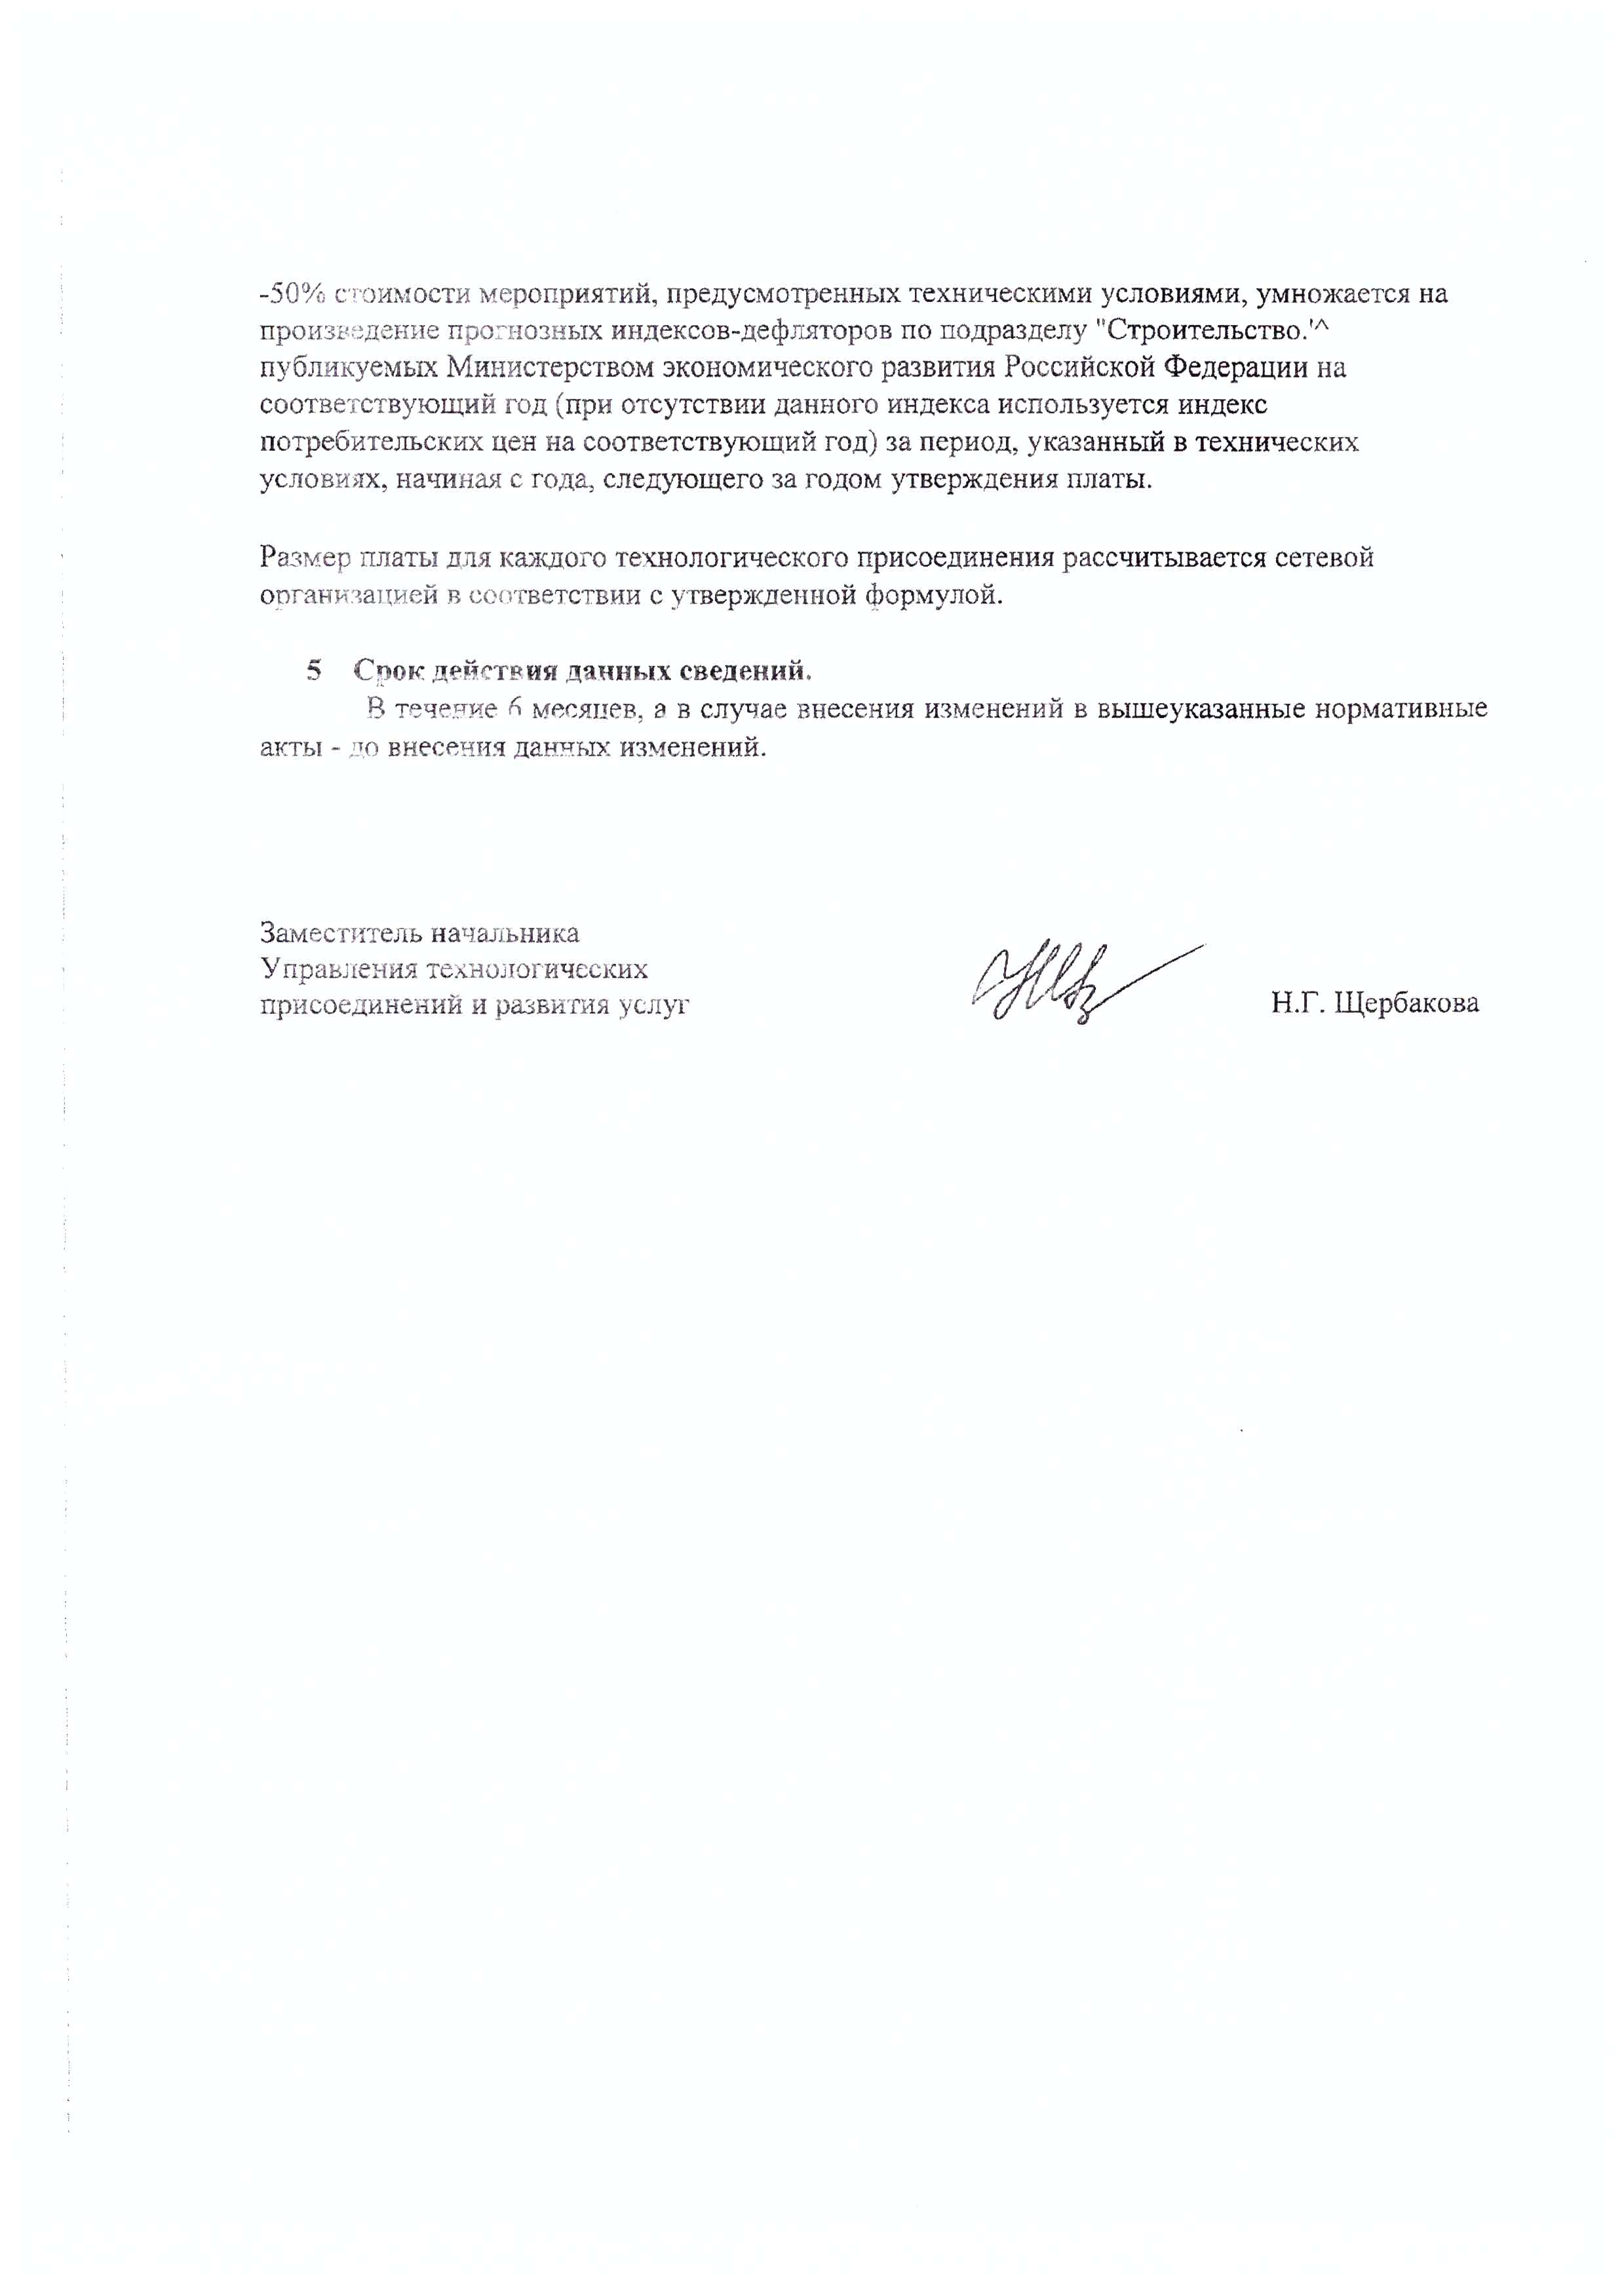 -50% стоимости мероприятий, предусмотренных техническими условиями, умножается на
произведение прогнозных индексов-дефляторов по подразделу "Строительство.'^
публикуемых Министерством экономического развития Российской Федерации на
соответствующий год (при отсутствии данного индекса используется индекс
потребительских цен на соответствующий год) за период, указанный в технических
условиях, начиная с года, следующего за годом утверждения платы.
Размер платы для каждого технологического присоединения рассчитывается сетевой
организацией в соответствии с утвержденной формулой.
5 Срок действия данных сведений.
В течение 6 месяцев, а в случае внесения изменений в вышеуказанные нормативные
акты - до внесения данных изменений.
Заместитель начальника
Управления технологических
присоединений и развития услуг
Н.Г. Щербакова